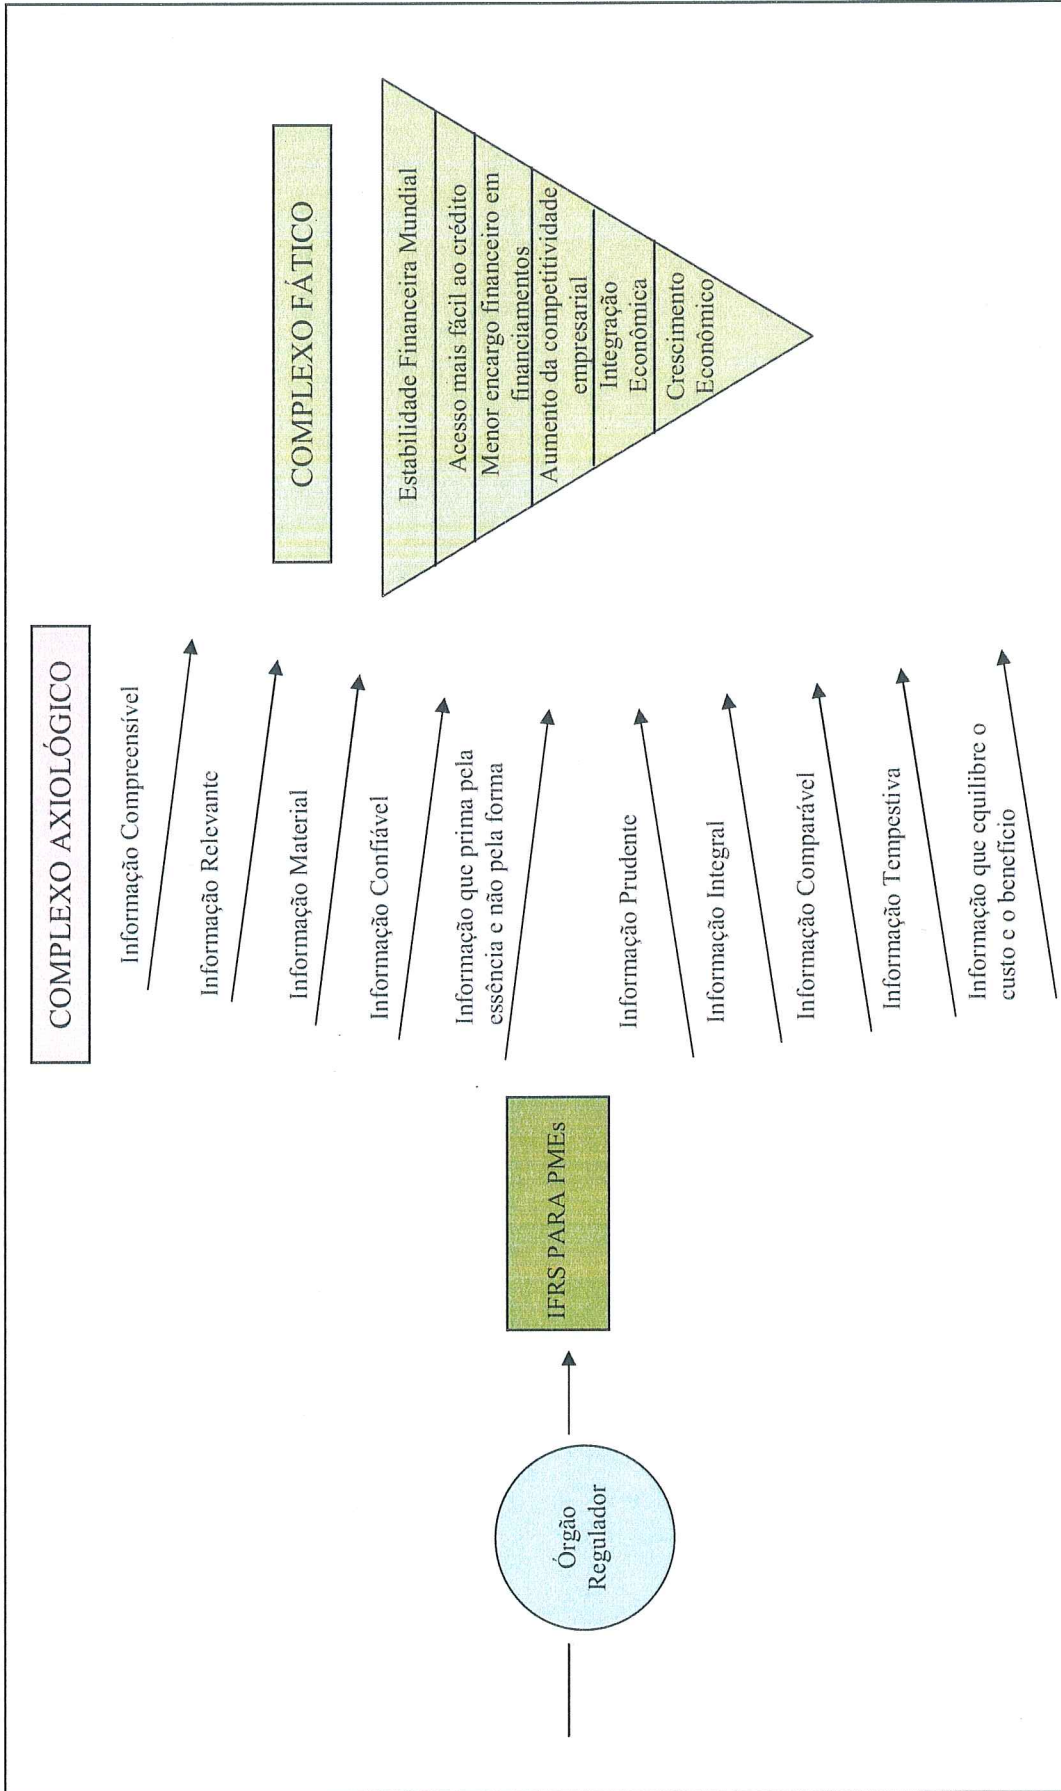 COMPLEXO AXIOLÓGICO
COMPLEXO FÁTICO
Informação Compreensível
Informação Relevante
Informação Material
Informação Confiável
Informação que prima pela
essência e não pela forma
Informação Prudente
Informação Integral
Informação Comparável
Informação Tempestiva
Informação que equilibre o
custo e o benefício
Órgão
Regulador
IFRS PARA PMEs
Estabilidade Financeira Mundial
Acesso mais fácil ao crédito
Menor encargo financeiro em
financiamentos
Aumento da competitividade
empresarial
Integração
Econômica
Crescimento
Econômico